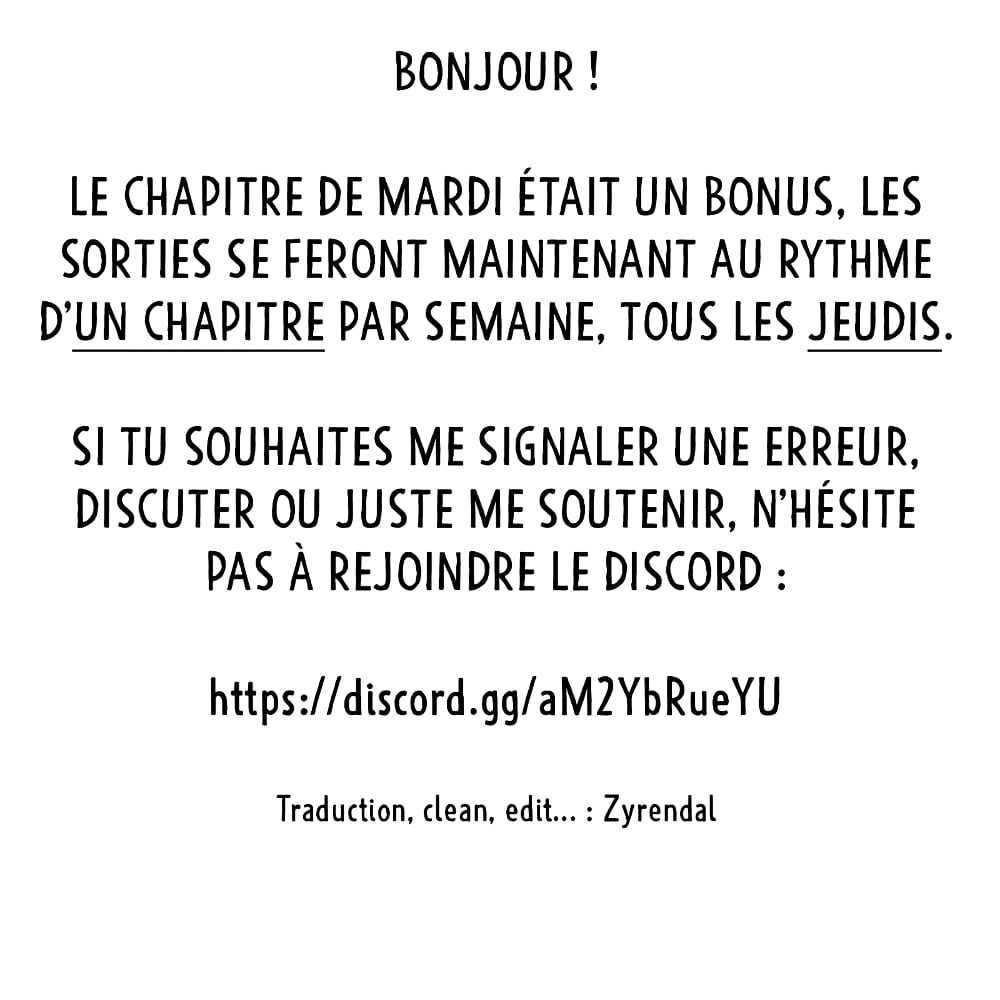 BONJOUR !
LE CHAPITRE DE MARDI ÉTAIT UN BONUS, LES
SORTIES SE FERONT MAINTENANT AU RYTHME
D’UN CHAPITRE PAR SEMAINE, TOUS LES JEUDIS.
SI TU SOUHAITES ME SIGNALER UNE ERREUR,
DISCUTER OU JUSTE ME SOUTENIR, N’HÉSITE
PAS À REJOINDRE LE DISCORD :
https://discord.gg/aM2YbRueYU
Traduction, clean, edit... : Zyrendal